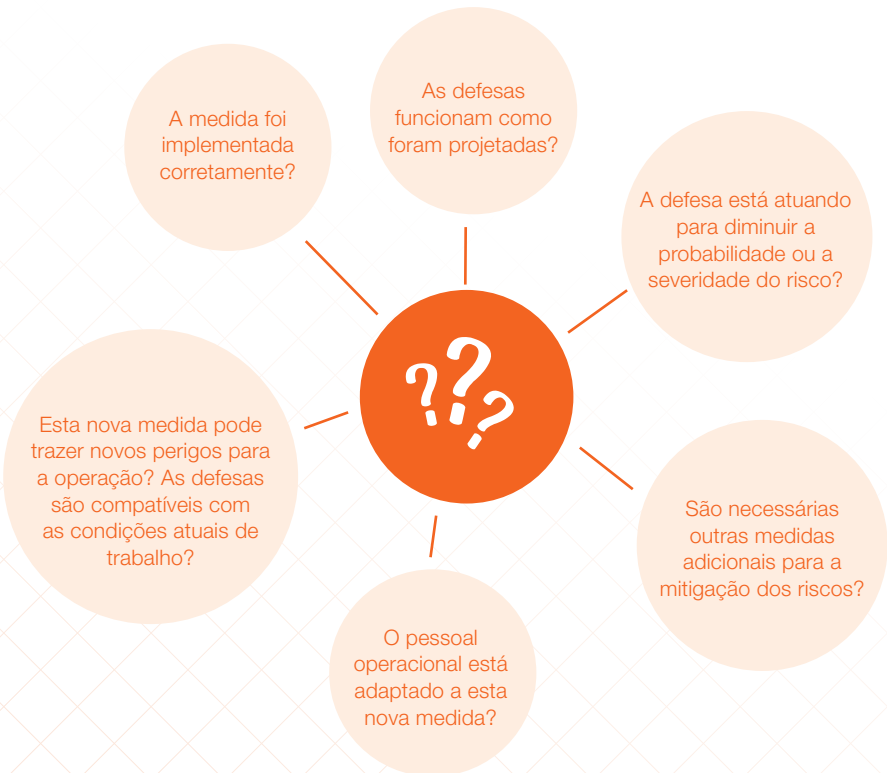 A medida foi
implementada
corretamente?
As defesas
funcionam como
foram projetadas?
A defesa está atuando
para diminuir a
probabilidade ou a
severidade do risco?
???
Esta nova medida pode
trazer novos perigos para
a operação? As defesas
são compatíveis com
as condições atuais de
trabalho?
São necessárias
outras medidas
adicionais para a
mitigação dos riscos?
O pessoal
operacional está
adaptado a esta
nova medida?